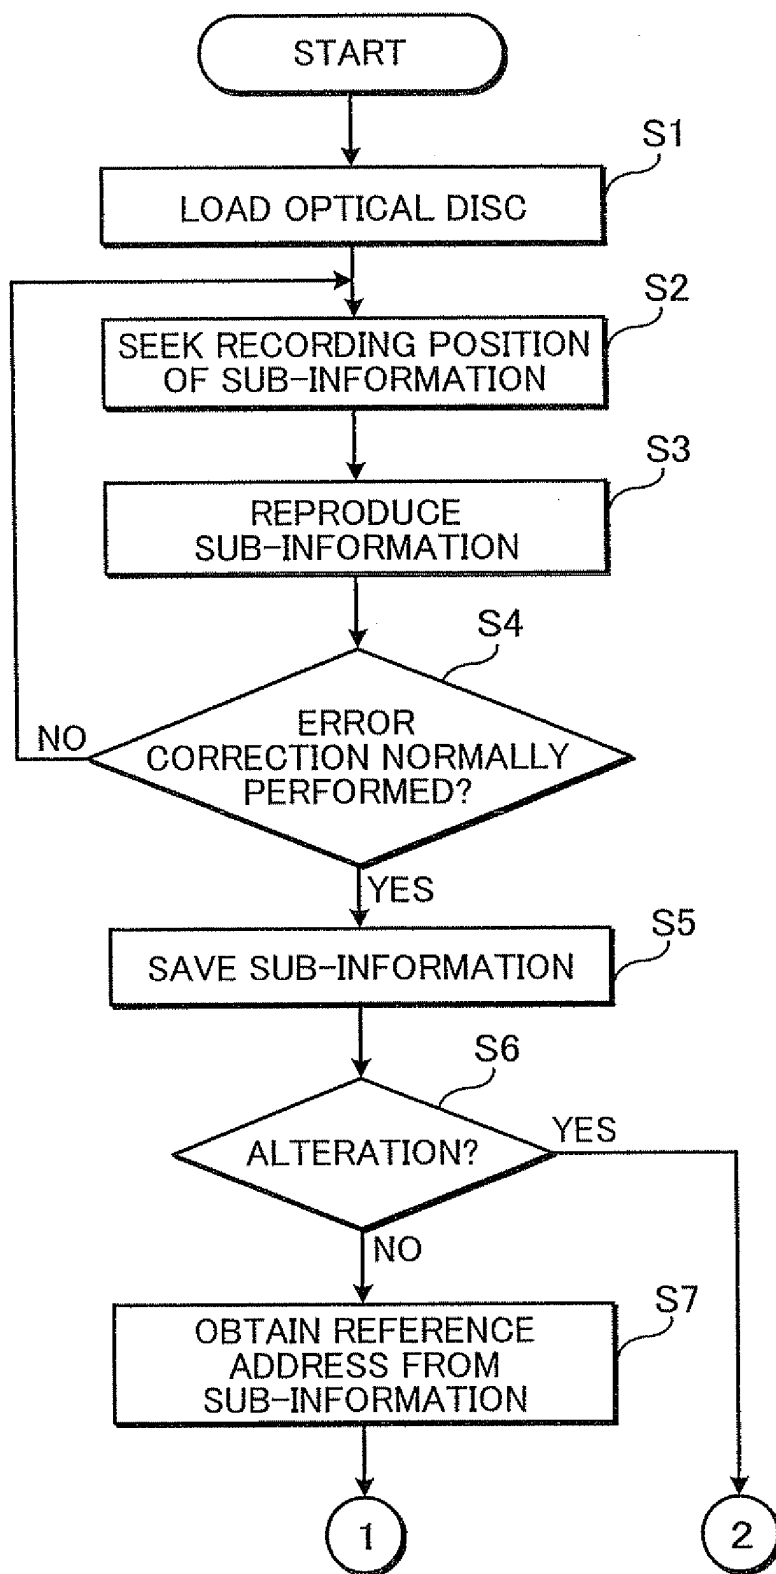 START
S1
LOAD OPTICAL DISC
S2
SEEK RECORDING POSITION
OF SUB-INFORMATION
S3
REPRODUCE
SUB-INFORMATION
S4
ERROR
CORRECTION NORMALLY
PERFORMED?
NO
YES
S5
SAVE SUB-INFORMATION
S6
ALTERATION?
YES
NO
S7
OBTAIN REFERENCE
ADDRESS FROM
SUB-INFORMATION
1
2